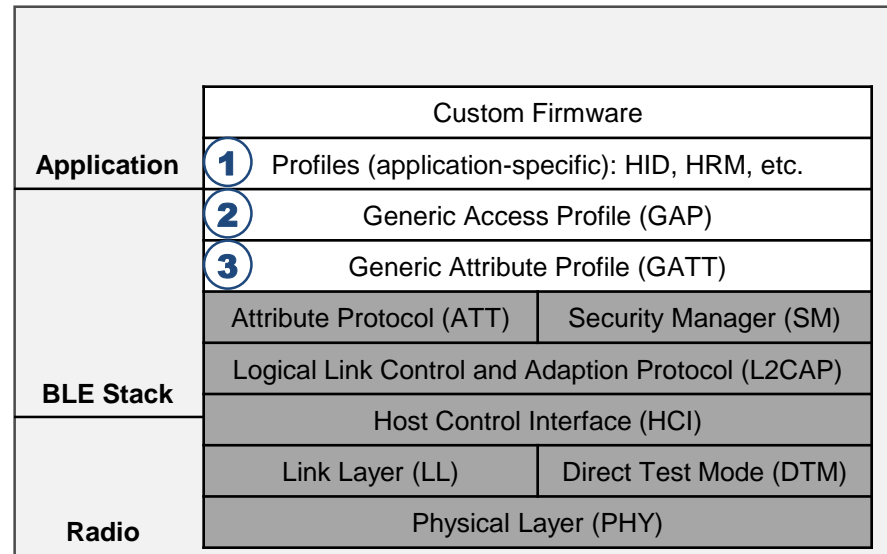 Custom Firmware
Application
1 Profiles (application-specific): HID, HRM, etc.
2 Generic Access Profile (GAP)
3 Generic Attribute Profile (GATT)
Attribute Protocol (ATT) Security Manager (SM)
Logical Link Control and Adaption Protocol (L2CAP)
BLE Stack
Host Control Interface (HCI)
Link Layer (LL) Direct Test Mode (DTM)
Radio
Physical Layer (PHY)